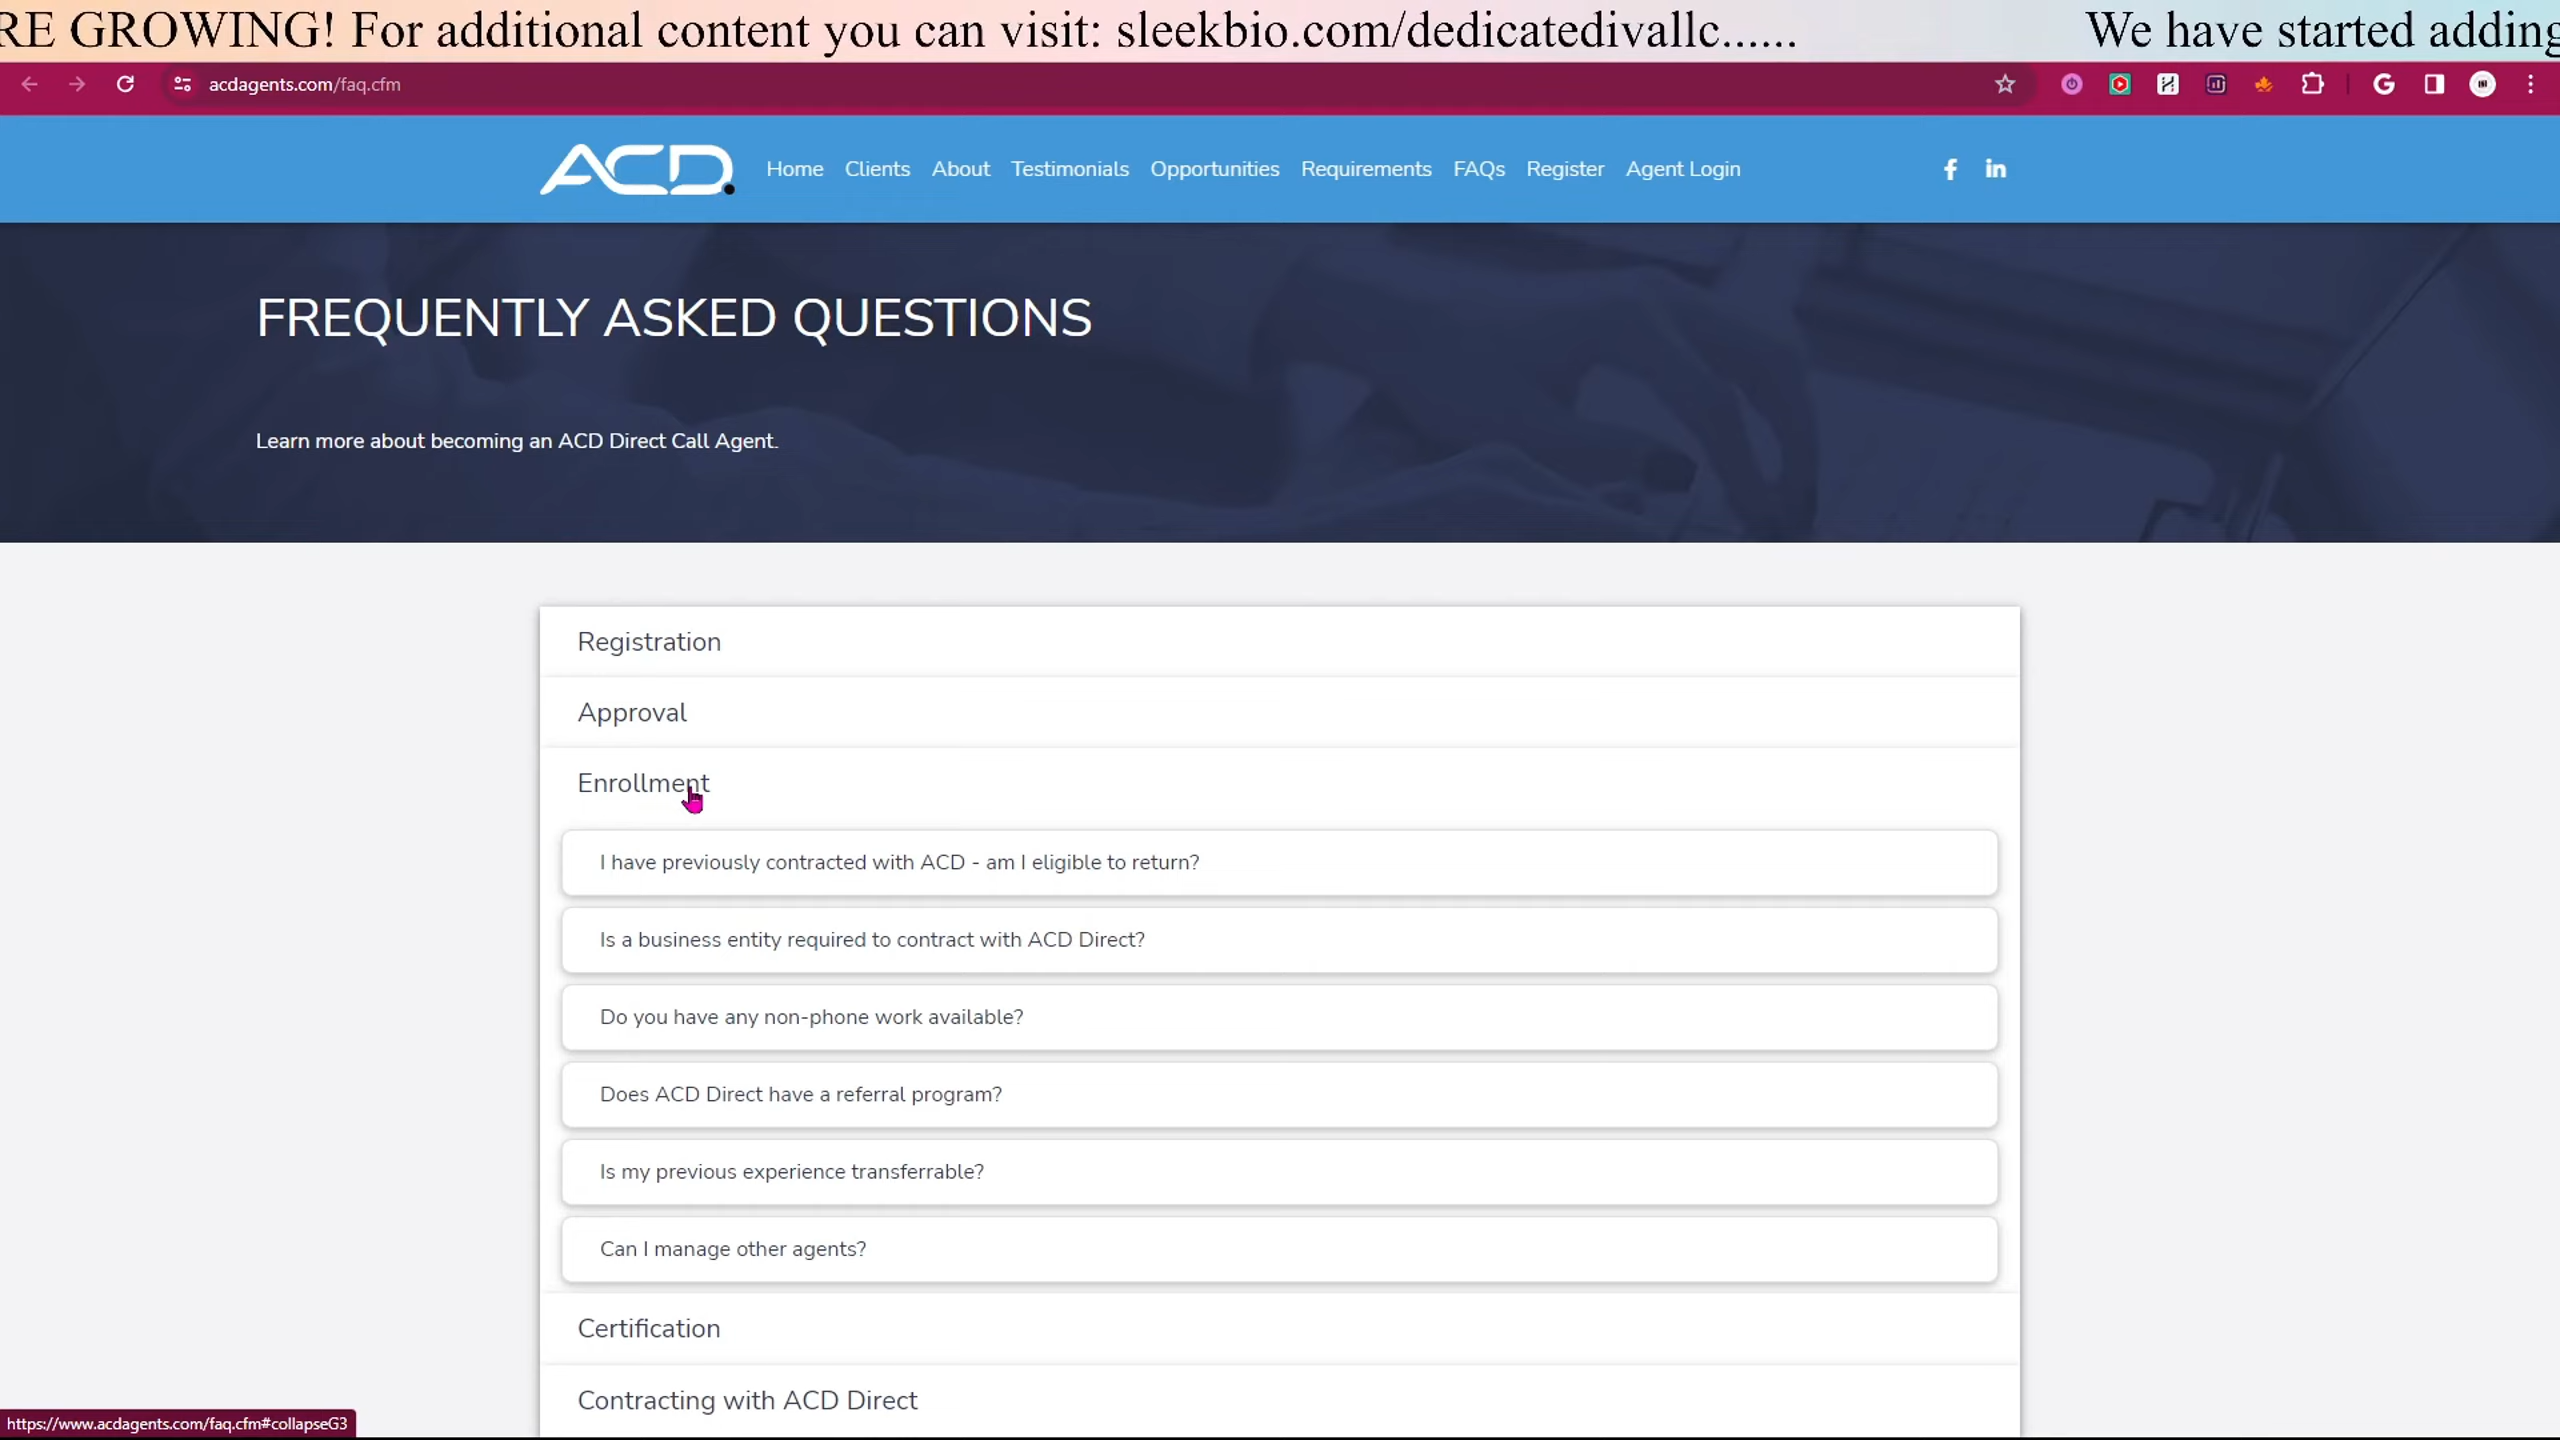 RE GROWING! For additional content you can visit: sleekbio.com/dedicatedivallc...... We have started adding
acdagents.com/faq.cfm
ACD. Home Clients About Testimonials Opportunities Requirements FAQs Register Agent Login
FREQUENTLY ASKED QUESTIONS
Learn more about becoming an ACD Direct Call Agent.
Registration
Approval
Enrollment
I have previously contracted with ACD - am I eligible to return?
Is a business entity required to contract with ACD Direct?
Do you have any non-phone work available?
Does ACD Direct have a referral program?
Is my previous experience transferrable?
Can I manage other agents?
Certification
Contracting with ACD Direct
https://www.acdagents.com/faq.cfm#collapseG3